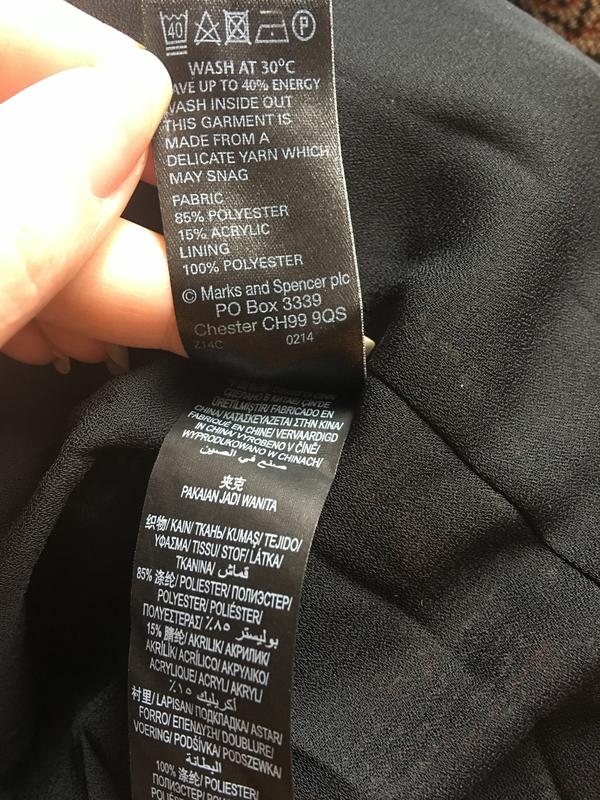 40 P
WASH AT 30°C
AVE UP TO 40% ENERGY
WASH INSIDE OUT
THIS GARMENT IS
MADE FROM A
DELICATE YARN WHICH
MAY SNAG
FABRIC
85% POLYESTER
15% ACRYLIC
LINING
100% POLYESTER
© Marks and Spencer plc
PO Box 3339
Chester CH99 9QS
Z14C 0214
ÜRETİLMİŞTİR/ FABRICADO EN
CHINA/ ΚΑΤΑΣΚΕΥΑΖΕΤΑΙ ΣΤΗΝ ΚΙΝΑ/
FABRIQUÉ EN CHINE/ VERVAARDIGD
IN CHINA/ VYROBENO V ČÍNĚ/
WYPRODUKOWANO W CHINACH/
صنع في الصين
夹克
PAKAIAN JADI WANITA
织物/ KAIN/ ТКАНЬ/ KUMAŞ/ TEJIDO/
ΥΦΑΣΜΑ/ TISSU/ STOF/ LÁTKA/
TKANINA/ قماش
85% 涤纶/ POLIESTER/ ПОЛИЭСТЕР/
POLYESTER/ POLIÉSTER/
ΠΟΛΥΕΣΤΕΡΑΣ/ بوليستر ٨٥٪
15% 腈纶/ AKRILIK/ АКРИЛИК/
AKRİLİK/ ACRÍLICO/ ΑΚΡΥΛΙΚΟ/
ACRYLIQUE/ ACRYL/ AKRYL/
أكريليك ١٥٪
村里/ LAPISAN/ ПОДКЛАДКА/ ASTAR/
FORRO/ ΕΠΕΝΔΥΣΗ/ DOUBLURE/
VOERING/ PODŠÍVKA/ PODSZEWKA/
البطانة
100% 涤纶/ POLIESTER/
ПОЛИЭСТЕР/